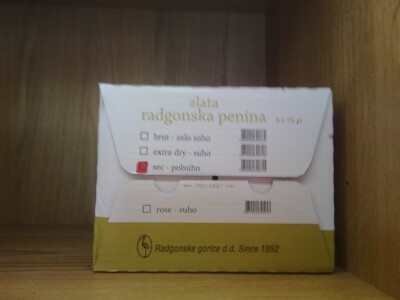 zlata
radgonska penina
brut - zelo suho
extra dry - suho
sec - polsuho
rose - suho
Radgonske gorice d.d. Since 1852